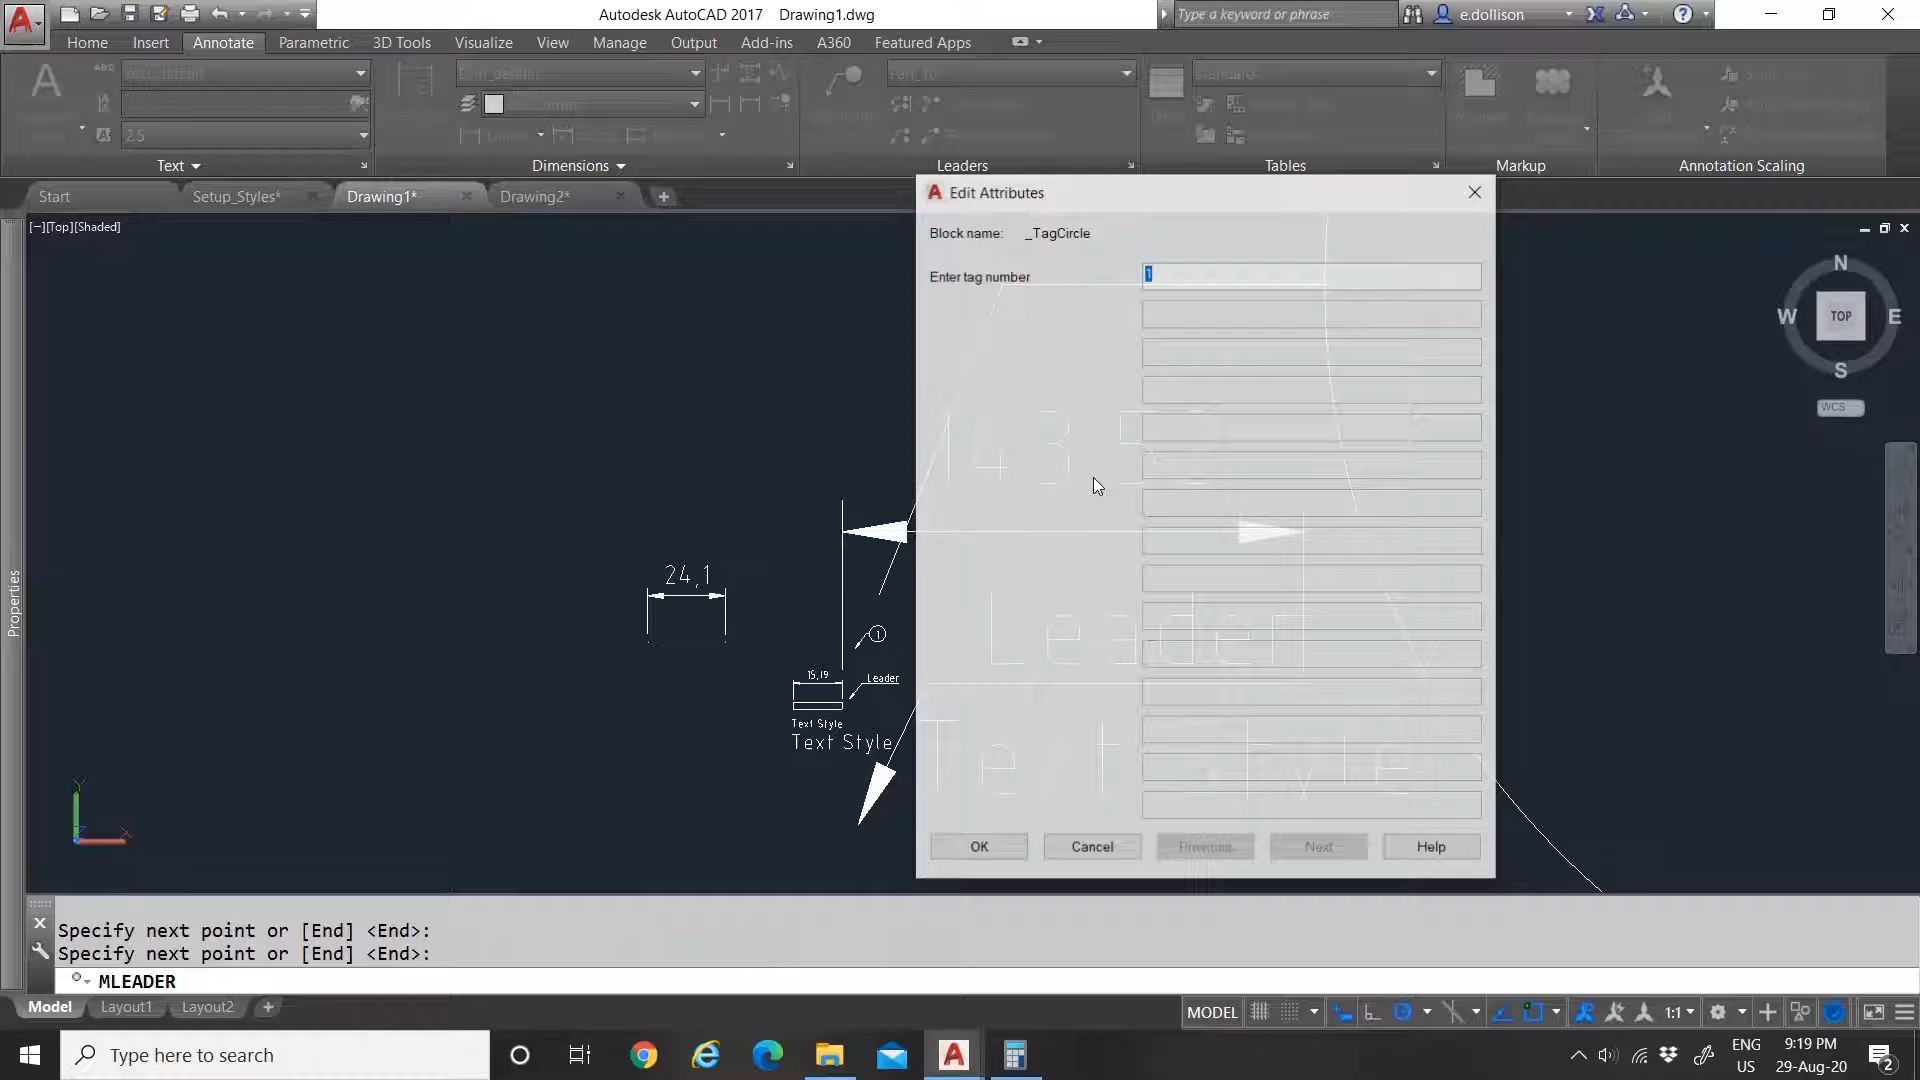 Autodesk AutoCAD 2017 Drawing1.dwg
Type a keyword or phrase
e.dollison
Home Insert Annotate Parametric 3D Tools Visualize View Manage Output Add-ins A360 Featured Apps
2.5
Text Dimensions Leaders Tables Markup Annotation Scaling
Start Setup_Styles* Drawing1* Drawing2*
[−][Top][Shaded]
Edit Attributes
Block name: _TagCircle
Enter tag number 1
N
W TOP E
S
WCS
Properties
24,1
1
15,19
Leader
Text Style
Text Style
Leader
Y
X
Z
OK Cancel Previous Next Help
Specify next point or [End] <End>:
Specify next point or [End] <End>:
MLEADER
Model Layout1 Layout2
MODEL 1:1
Type here to search
ENG
US
9:19 PM
29-Aug-20
2